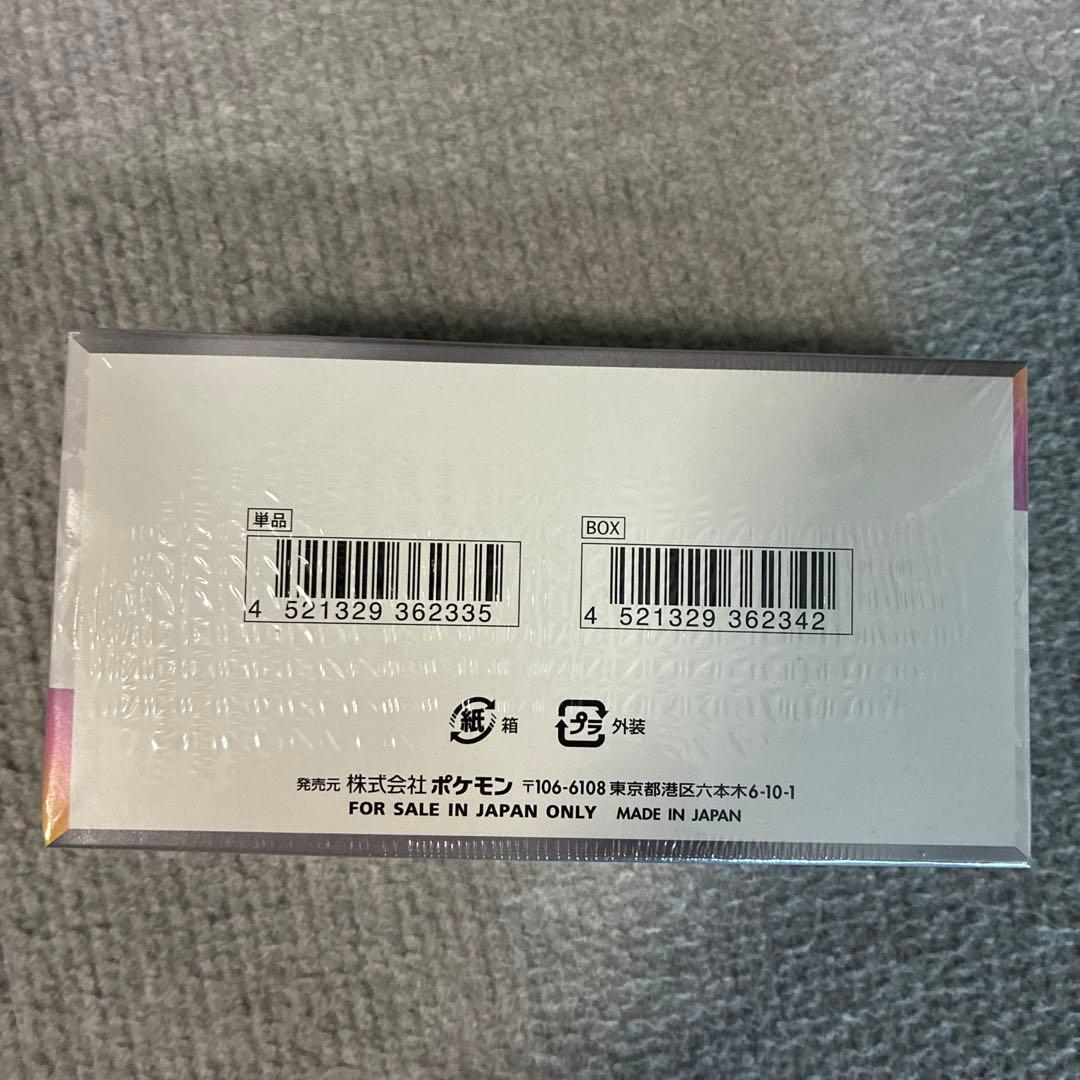 単品
4 521329 362335
BOX
4 521329 362342
紙 箱
プラ 外装
発売元 株式会社 ポケモン 〒106-6108 東京都港区六本木6-10-1
FOR SALE IN JAPAN ONLY MADE IN JAPAN